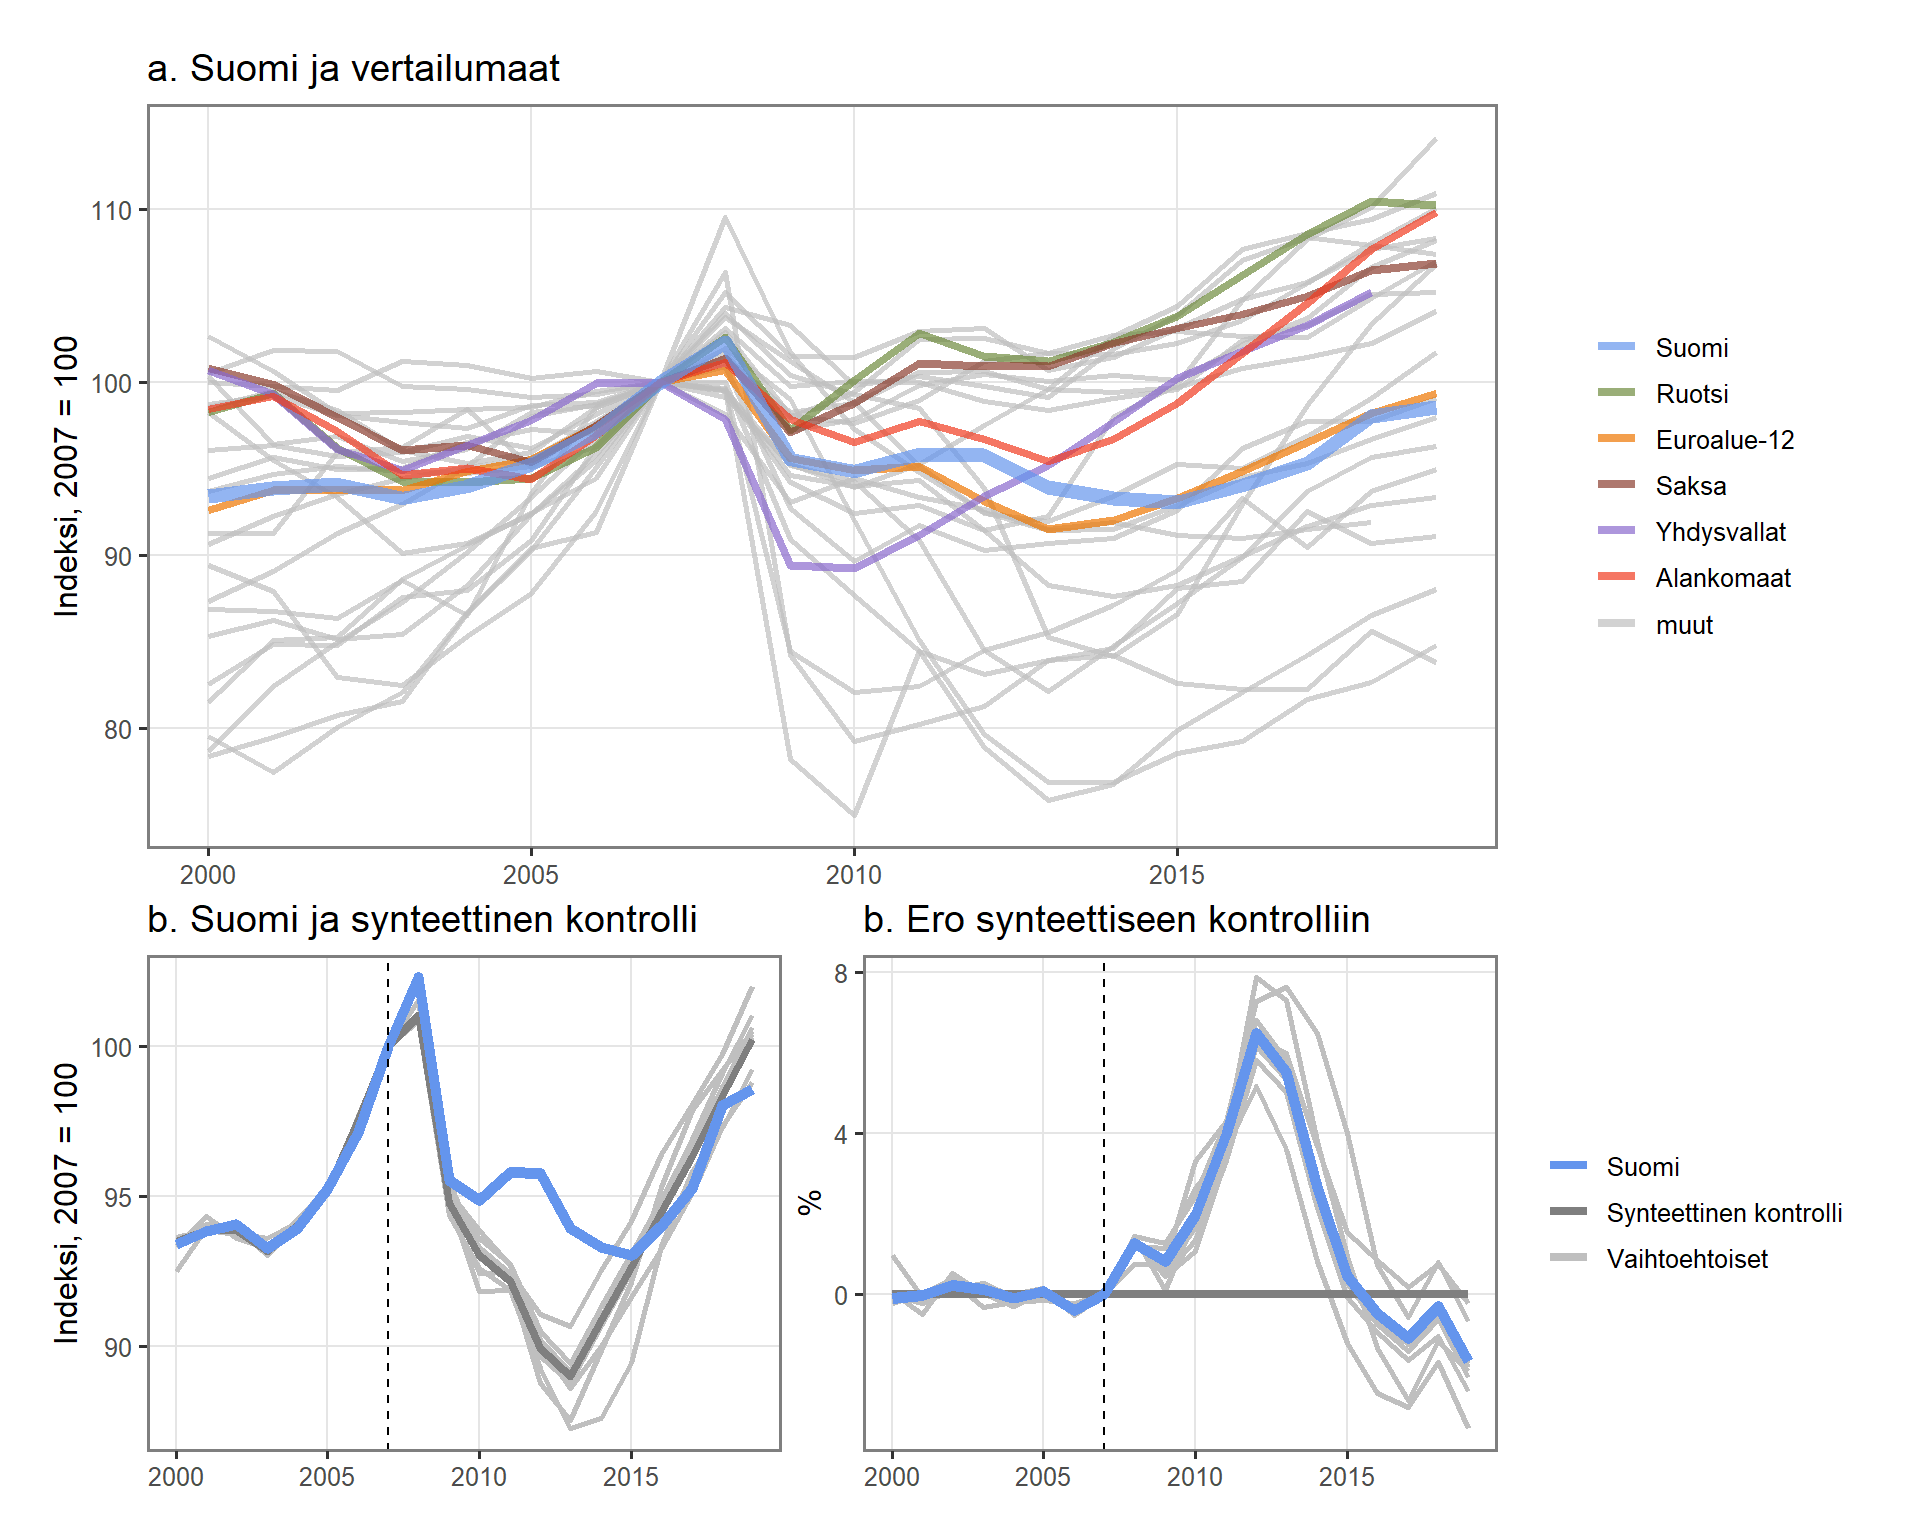 a. Suomi ja vertailumaat
Indeksi, 2007 = 100
110
100
90
80
2000
2005
2010
2015
Suomi
Ruotsi
Euroalue-12
Saksa
Yhdysvallat
Alankomaat
muut
b. Suomi ja synteettinen kontrolli
Indeksi, 2007 = 100
100
95
90
2000
2005
2010
2015
b. Ero synteettiseen kontrolliin
%
8
4
0
2000
2005
2010
2015
Suomi
Synteettinen kontrolli
Vaihtoehtoiset